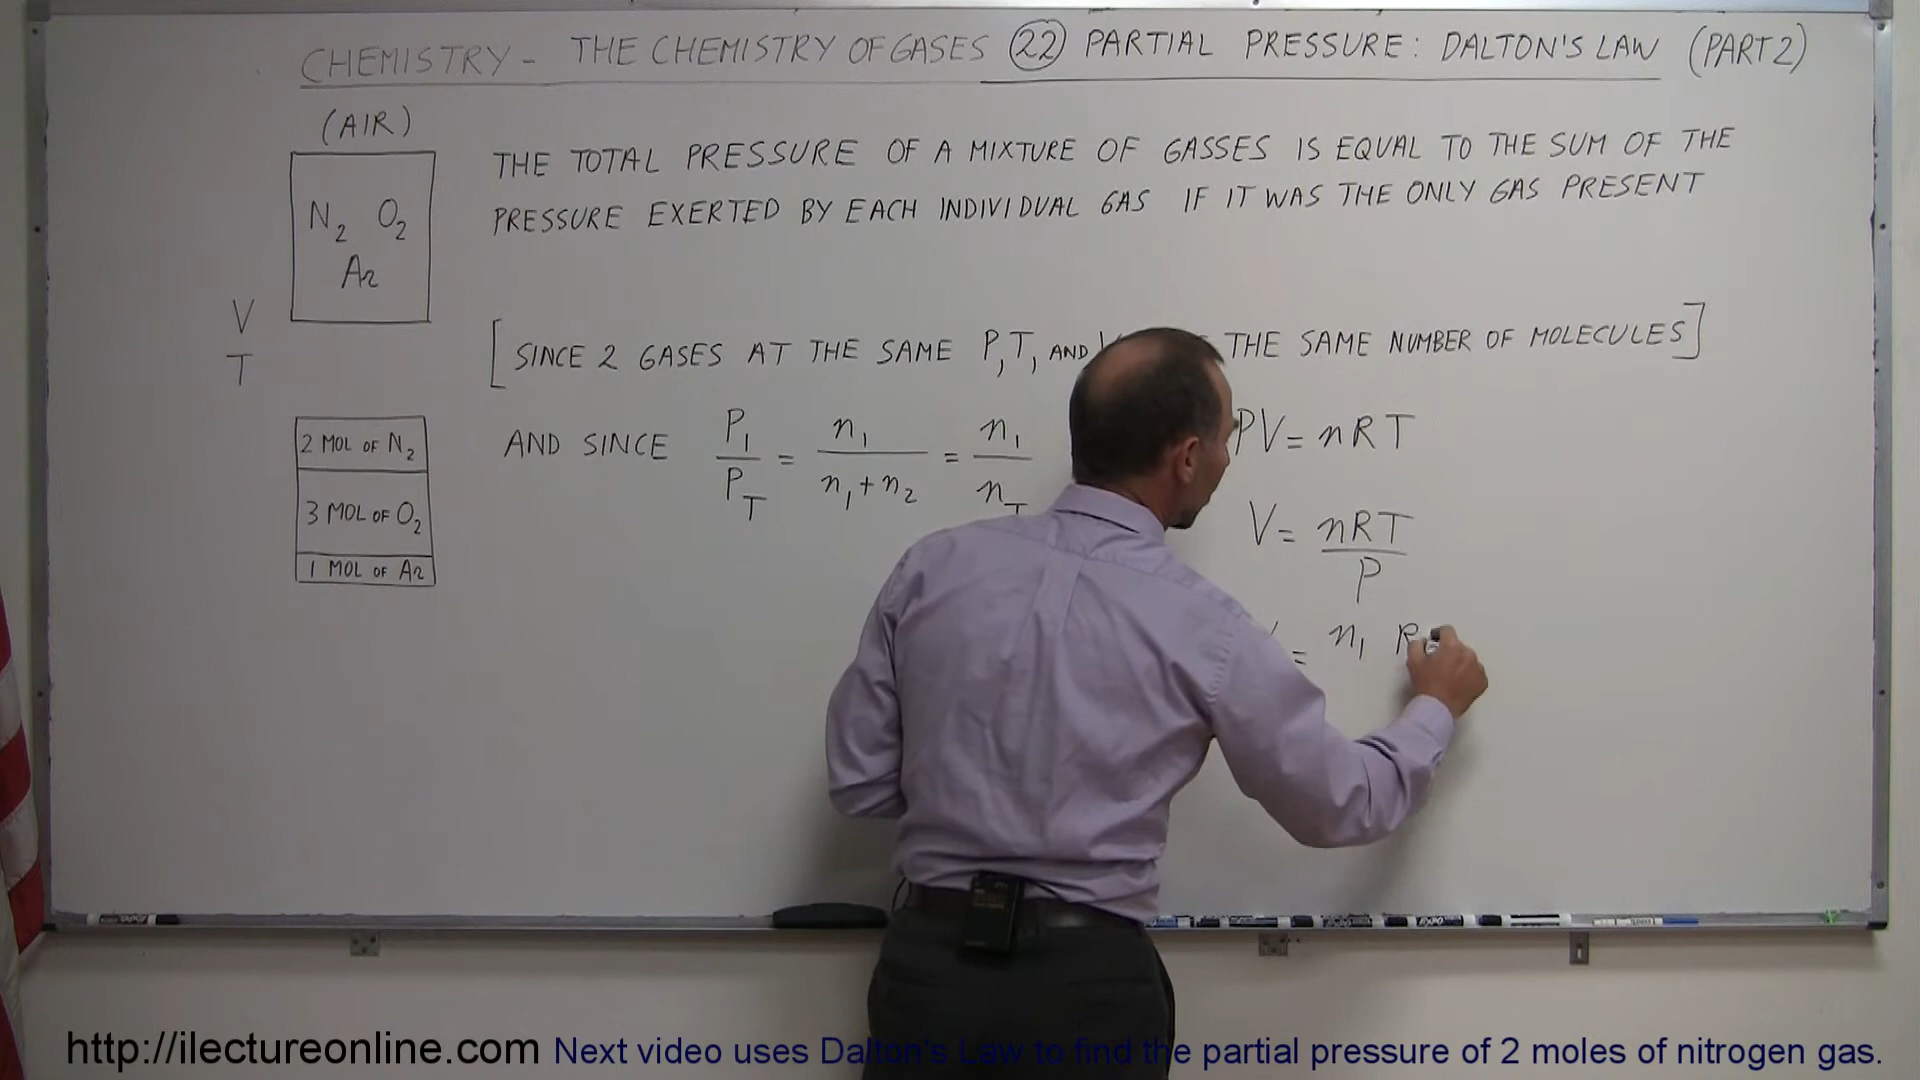 CHEMISTRY - THE CHEMISTRY OF GASES 22 PARTIAL PRESSURE: DALTON'S LAW (PART 2)
(AIR)
THE TOTAL PRESSURE OF A MIXTURE OF GASSES IS EQUAL TO THE SUM OF THE
PRESSURE EXERTED BY EACH INDIVIDUAL GAS IF IT WAS THE ONLY GAS PRESENT
N2 O2
Ar
V
T
[SINCE 2 GASES AT THE SAME P, T, AND THE SAME NUMBER OF MOLECULES]
2 MOL OF N2
3 MOL OF O2
1 MOL OF Ar
AND SINCE P1/PT = n1/(n1+n2) = n1/nT
PV = nRT
V = nRT/P
= n1 R
http://ilectureonline.com Next video uses Dalton's Law to find the partial pressure of 2 moles of nitrogen gas.